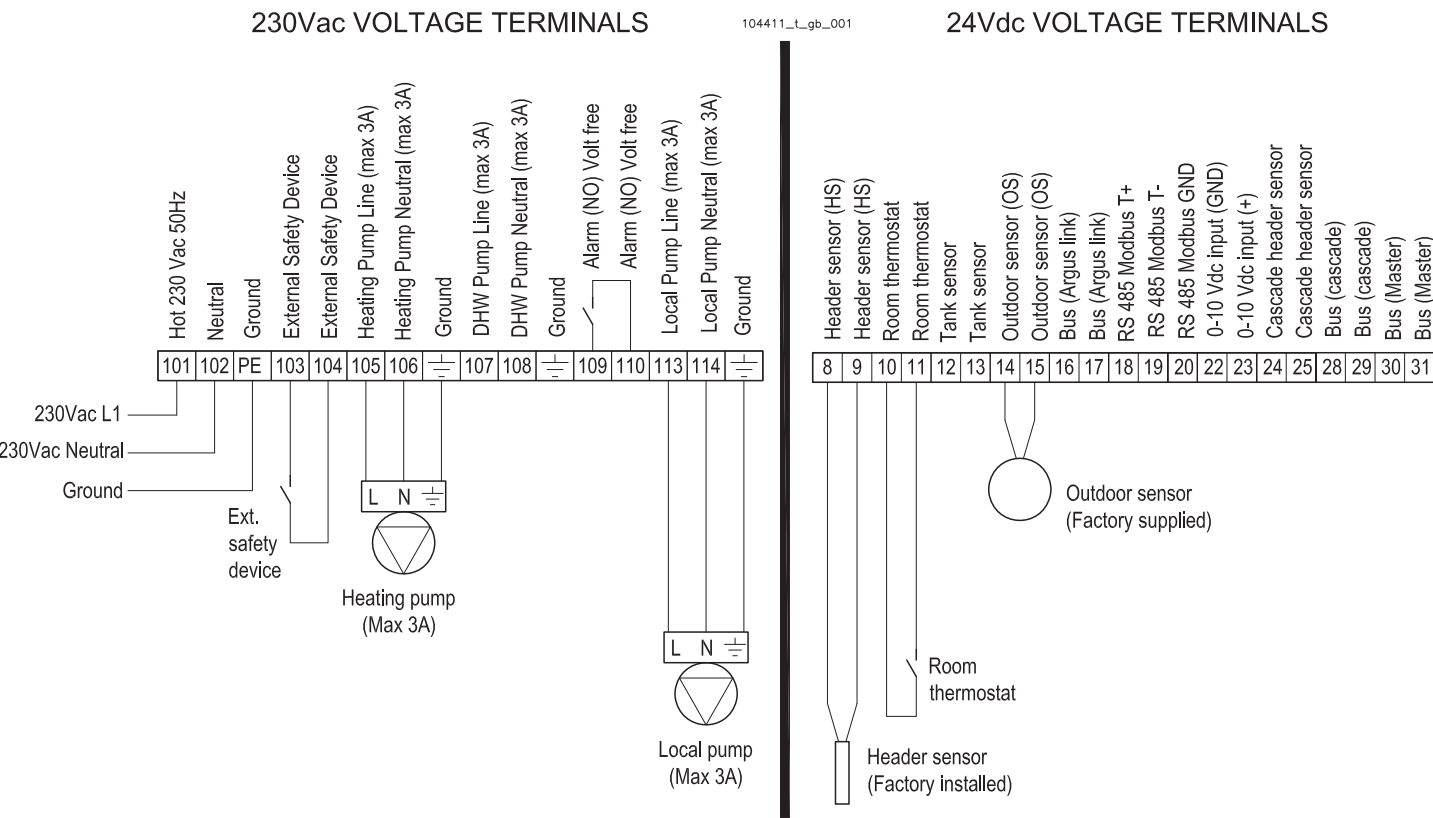 230Vac VOLTAGE TERMINALS
104411_t_gb_001
24Vdc VOLTAGE TERMINALS
Hot 230 Vac 50Hz
Neutral
Ground
External Safety Device
External Safety Device
Heating Pump Line (max 3A)
Heating Pump Neutral (max 3A)
Ground
DHW Pump Line (max 3A)
DHW Pump Neutral (max 3A)
Ground
Alarm (NO) Volt free
Alarm (NO) Volt free
Local Pump Line (max 3A)
Local Pump Neutral (max 3A)
Ground
101 102 PE 103 104 105 106 107 108 109 110 113 114
230Vac L1
230Vac Neutral
Ground
Ext.
safety
device
L N
Heating pump
(Max 3A)
L N
Local pump
(Max 3A)
Header sensor (HS)
Header sensor (HS)
Room thermostat
Room thermostat
Tank sensor
Tank sensor
Outdoor sensor (OS)
Outdoor sensor (OS)
Bus (Argus link)
Bus (Argus link)
RS 485 Modbus T+
RS 485 Modbus T-
RS 485 Modbus GND
0-10 Vdc input (GND)
0-10 Vdc input (+)
Cascade header sensor
Cascade header sensor
Bus (cascade)
Bus (cascade)
Bus (Master)
Bus (Master)
8 9 10 11 12 13 14 15 16 17 18 19 20 22 23 24 25 28 29 30 31
Outdoor sensor
(Factory supplied)
Room
thermostat
Header sensor
(Factory installed)